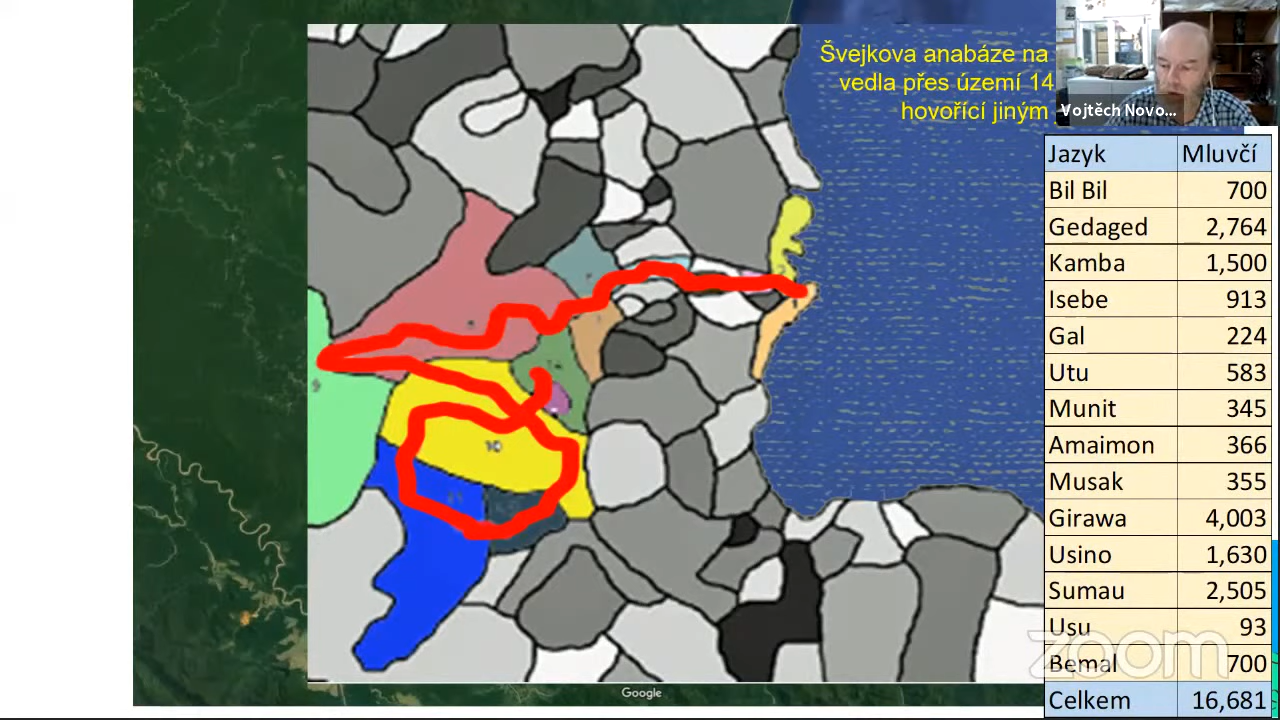 Švejkova anabáze na
vedla přes území 14
hovořící jiným
Vojtěch Novo...
Jazyk Mluvčí
Bil Bil 700
Gedaged 2,764
Kamba 1,500
Isebe 913
Gal 224
Utu 583
Munit 345
Amaimon 366
Musak 355
Girawa 4,003
Usino 1,630
Sumau 2,505
Usu 93
Bemal 700
Celkem 16,681
9
10
zoom
Google